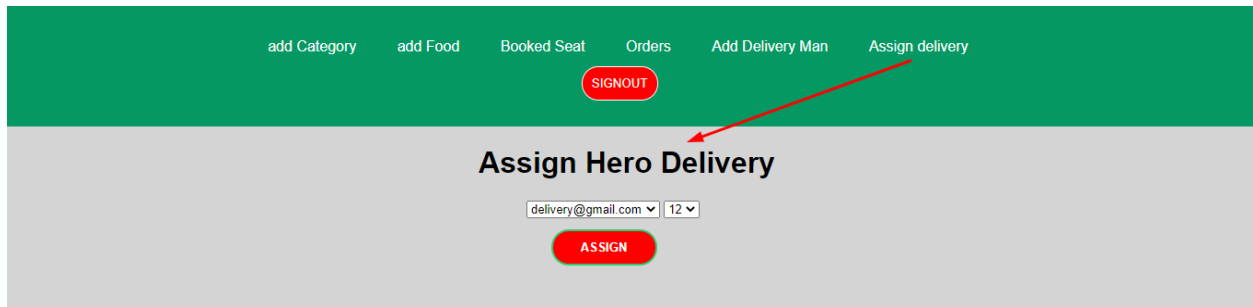 add Category add Food Booked Seat Orders Add Delivery Man Assign delivery
SIGNOUT
Assign Hero Delivery
delivery@gmail.com 12
ASSIGN